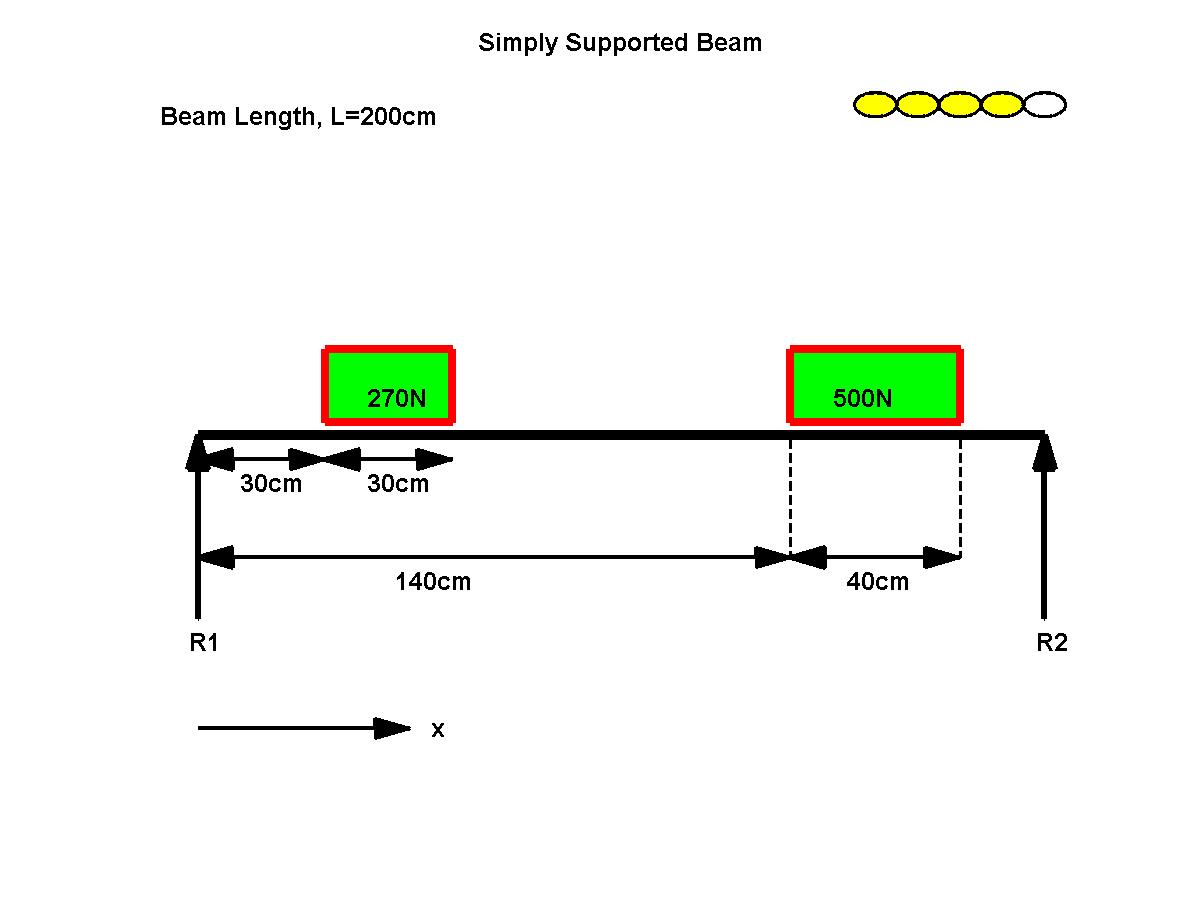 Simply Supported Beam
Beam Length, L=200cm
270N
500N
30cm
30cm
140cm
40cm
R1
R2
x